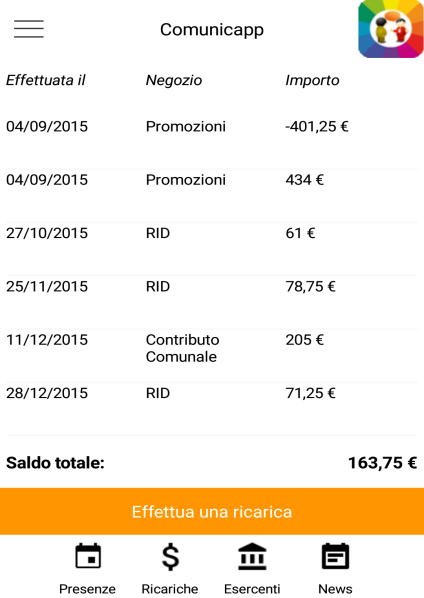 Comunicapp
Effettuata il Negozio Importo
04/09/2015 Promozioni -401,25 €
04/09/2015 Promozioni 434 €
27/10/2015 RID 61 €
25/11/2015 RID 78,75 €
11/12/2015 Contributo 205 €
Comunale
28/12/2015 RID 71,25 €
Saldo totale: 163,75 €
Effettua una ricarica
Presenze Ricariche Esercenti News